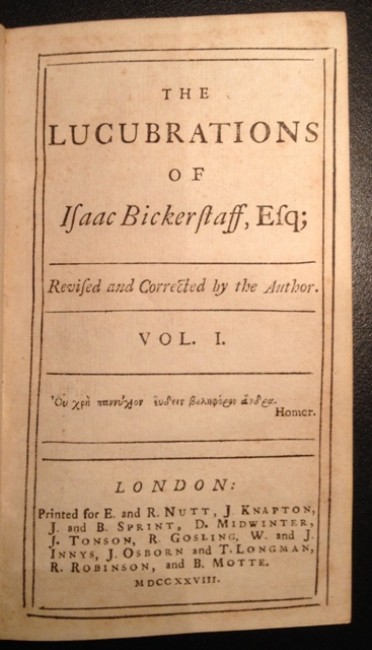 THE
LUCUBRATIONS
OF
Iſaac Bickerſtaff, Eſq;
Reviſed and Corrected by the Author.
VOL. I.
Οὐ χρὴ παννύχιον εὕδειν βουληφόρον ἄνδρα.
Homer.
LONDON:
Printed for E. and R. NUTT, J. KNAPTON,
J. and B. SPRINT, D. MIDWINTER,
J. TONSON, R. GOSLING, W. and J.
INNYS, J. OSBORN and T. LONGMAN,
R. ROBINSON, and B. MOTTE.
MDCCXXVIII.